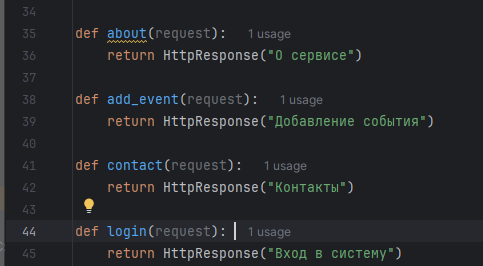 34
35 def about(request): 1 usage
36 return HttpResponse("О сервисе")
37
38 def add_event(request): 1 usage
39 return HttpResponse("Добавление события")
40
41 def contact(request): 1 usage
42 return HttpResponse("Контакты")
43
44 def login(request): 1 usage
45 return HttpResponse("Вход в систему")